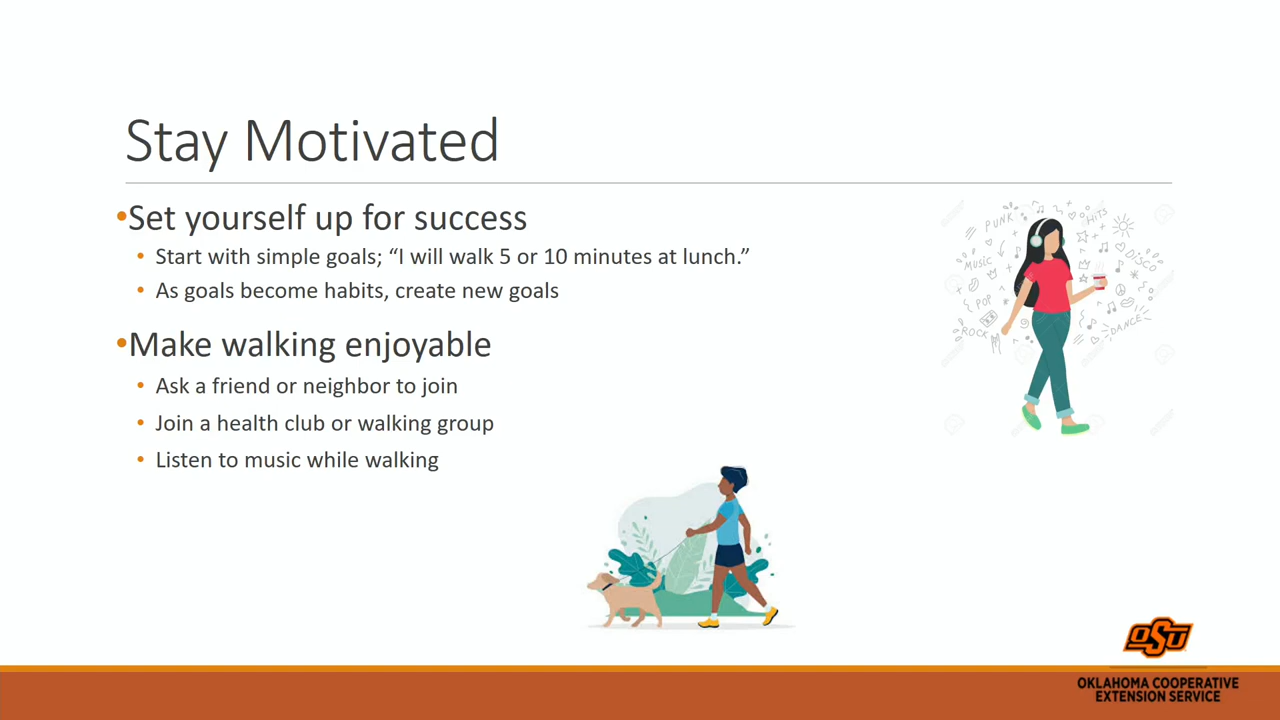 Stay Motivated
•Set yourself up for success
• Start with simple goals; “I will walk 5 or 10 minutes at lunch.”
• As goals become habits, create new goals
•Make walking enjoyable
• Ask a friend or neighbor to join
• Join a health club or walking group
• Listen to music while walking
PUNK
HITS
MUSIC
DISCO
POP
ROCK
DANCE
OSU
OKLAHOMA COOPERATIVE
EXTENSION SERVICE